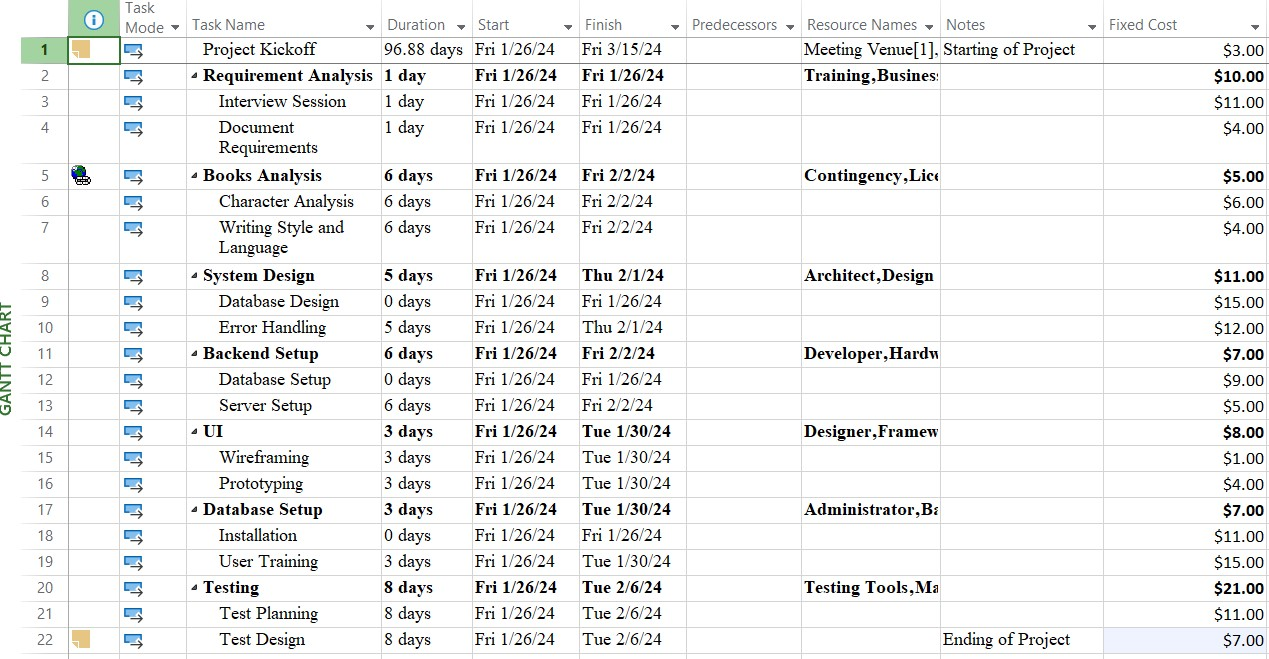 Task Mode Task Name Duration Start Finish Predecessors Resource Names Notes Fixed Cost
1 Project Kickoff 96.88 days Fri 1/26/24 Fri 3/15/24 Meeting Venue[1], Starting of Project $3.00
2 Requirement Analysis 1 day Fri 1/26/24 Fri 1/26/24 Training,Business $10.00
3 Interview Session 1 day Fri 1/26/24 Fri 1/26/24 $11.00
4 Document Requirements 1 day Fri 1/26/24 Fri 1/26/24 $4.00
5 Books Analysis 6 days Fri 1/26/24 Fri 2/2/24 Contingency,Lice $5.00
6 Character Analysis 6 days Fri 1/26/24 Fri 2/2/24 $6.00
7 Writing Style and Language 6 days Fri 1/26/24 Fri 2/2/24 $4.00
8 System Design 5 days Fri 1/26/24 Thu 2/1/24 Architect,Design $11.00
9 Database Design 0 days Fri 1/26/24 Fri 1/26/24 $15.00
10 Error Handling 5 days Fri 1/26/24 Thu 2/1/24 $12.00
11 Backend Setup 6 days Fri 1/26/24 Fri 2/2/24 Developer,Hardw $7.00
12 Database Setup 0 days Fri 1/26/24 Fri 1/26/24 $9.00
13 Server Setup 6 days Fri 1/26/24 Fri 2/2/24 $5.00
14 UI 3 days Fri 1/26/24 Tue 1/30/24 Designer,Framew $8.00
15 Wireframing 3 days Fri 1/26/24 Tue 1/30/24 $1.00
16 Prototyping 3 days Fri 1/26/24 Tue 1/30/24 $4.00
17 Database Setup 3 days Fri 1/26/24 Tue 1/30/24 Administrator,Ba $7.00
18 Installation 0 days Fri 1/26/24 Fri 1/26/24 $11.00
19 User Training 3 days Fri 1/26/24 Tue 1/30/24 $15.00
20 Testing 8 days Fri 1/26/24 Tue 2/6/24 Testing Tools,Ma $21.00
21 Test Planning 8 days Fri 1/26/24 Tue 2/6/24 $11.00
22 Test Design 8 days Fri 1/26/24 Tue 2/6/24 Ending of Project $7.00
GANTT CHART